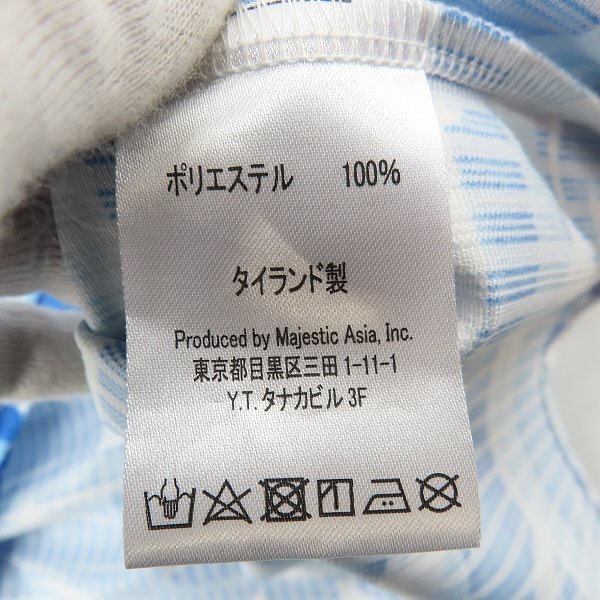 ポリエステル 100%
タイランド製
Produced by Majestic Asia, Inc.
東京都目黒区三田 1-11-1
Y.T. タナカビル 3F